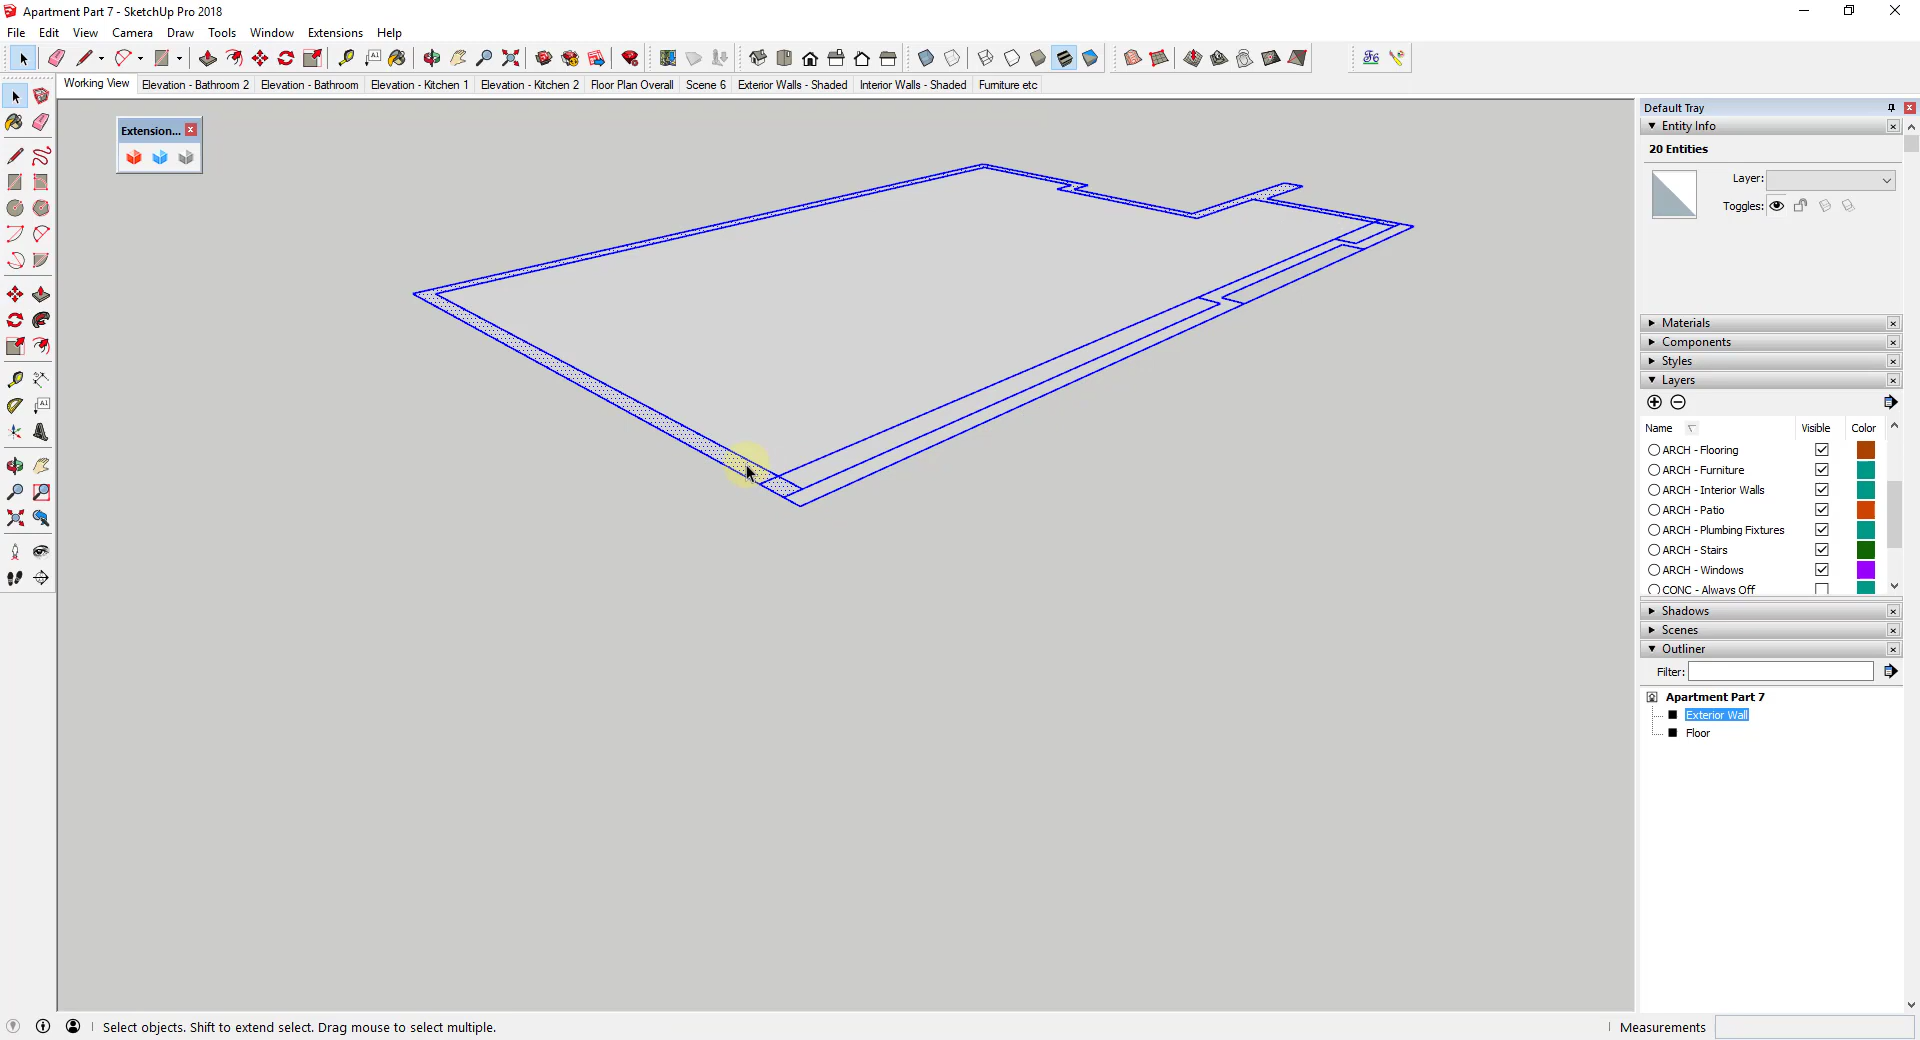 Apartment Part 7 - SketchUp Pro 2018
File Edit View Camera Draw Tools Window Extensions Help
Working View Elevation - Bathroom 2 Elevation - Bathroom Elevation - Kitchen 1 Elevation - Kitchen 2 Floor Plan Overall Scene 6 Exterior Walls - Shaded Interior Walls - Shaded Furniture etc
Extension...
Default Tray
Entity Info
20 Entities
Layer:
Toggles:
Materials
Components
Styles
Layers
Name Visible Color
ARCH - Flooring
ARCH - Furniture
ARCH - Interior Walls
ARCH - Patio
ARCH - Plumbing Fixtures
ARCH - Stairs
ARCH - Windows
CONC - Always Off
Shadows
Scenes
Outliner
Filter:
Apartment Part 7
Exterior Wall
Floor
Select objects. Shift to extend select. Drag mouse to select multiple.
Measurements